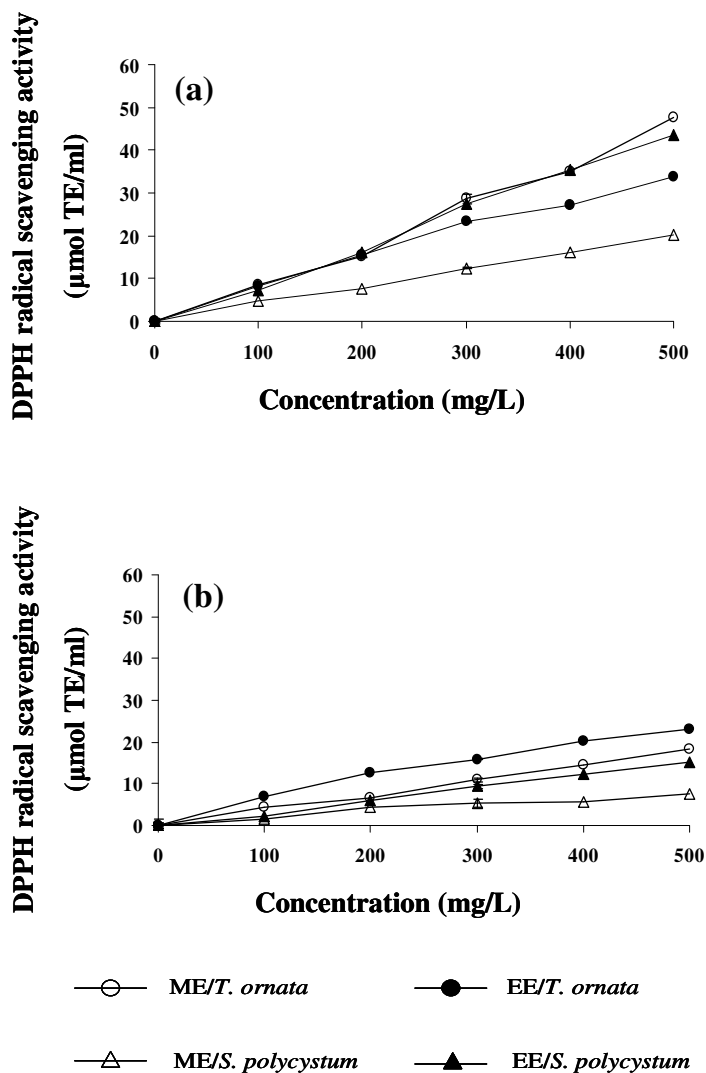 DPPH radical scavenging activity
(µmol TE/ml)
(a)
60
50
40
30
20
10
0
0 100 200 300 400 500
Concentration (mg/L)
DPPH radical scavenging activity
(µmol TE/ml)
(b)
60
50
40
30
20
10
0
0 100 200 300 400 500
Concentration (mg/L)
ME/T. ornata EE/T. ornata
ME/S. polycystum EE/S. polycystum